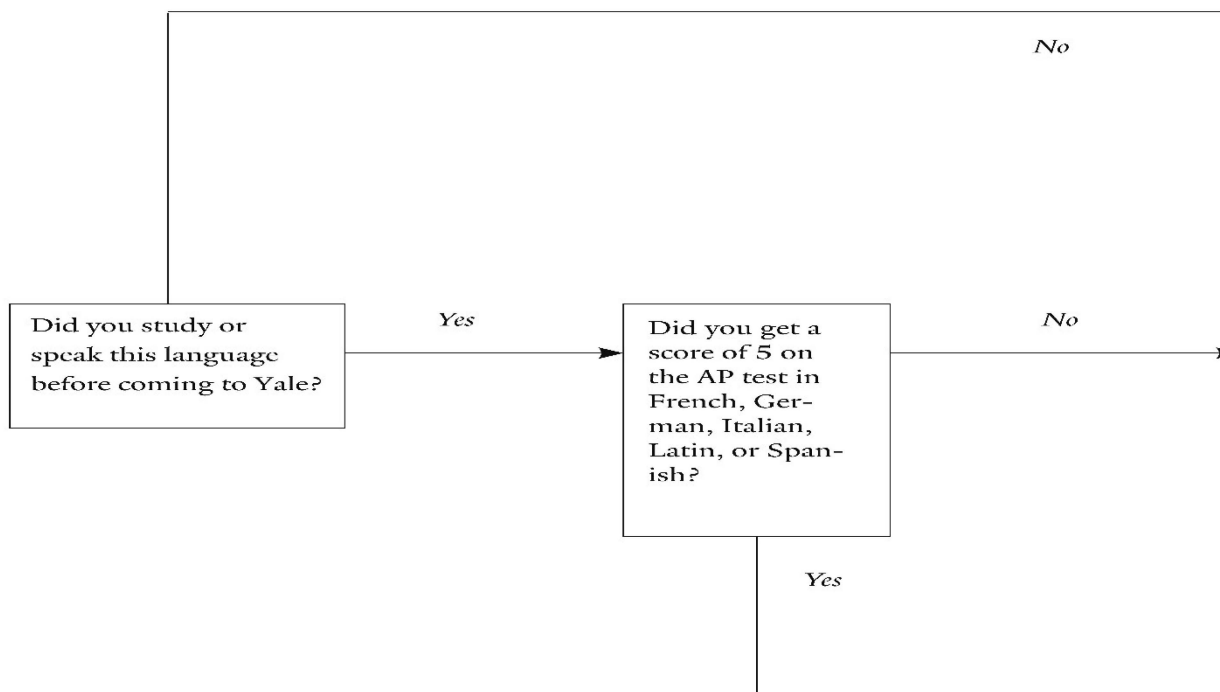 No
Did you study or
speak this language
before coming to Yale?
Yes
Did you get a
score of 5 on
the AP test in
French, Ger-
man, Italian,
Latin, or Span-
ish?
No
Yes